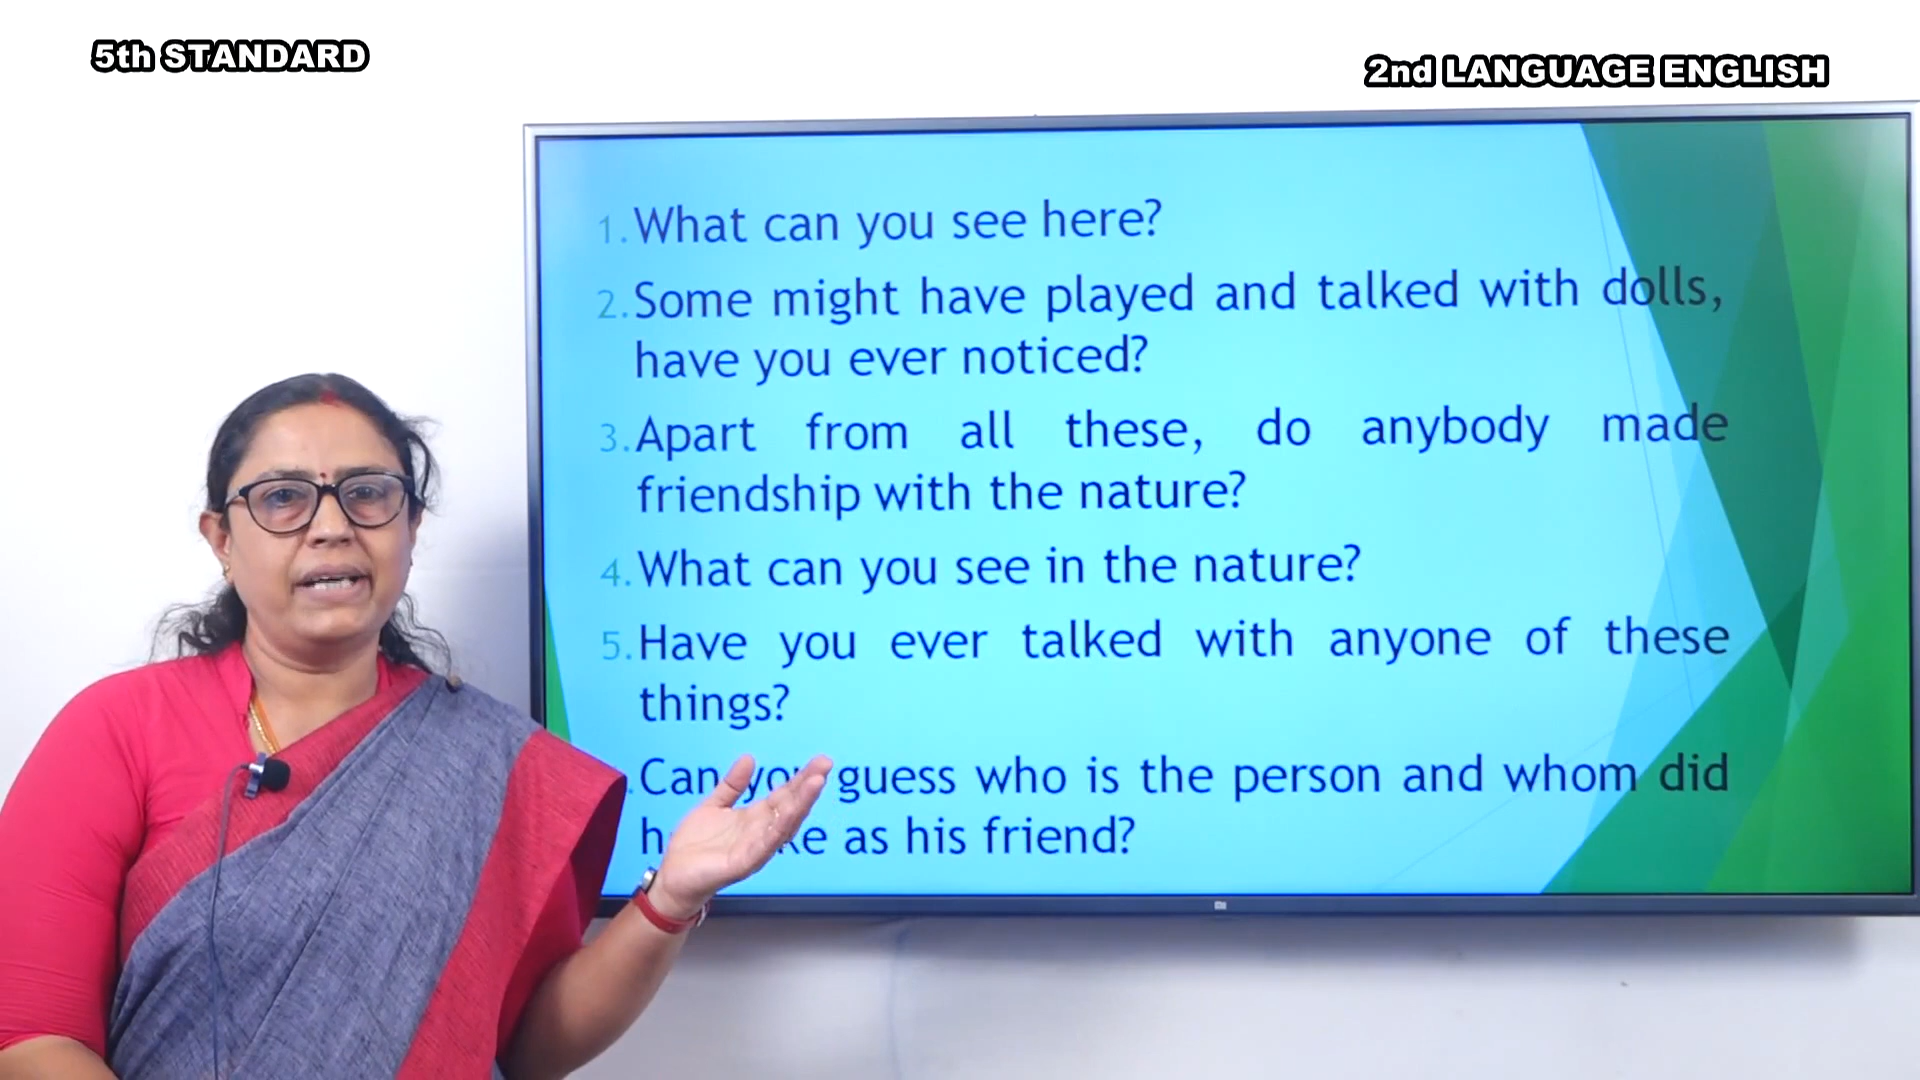 5th STANDARD
2nd LANGUAGE ENGLISH
1. What can you see here?
2. Some might have played and talked with dolls,
have you ever noticed?
3. Apart from all these, do anybody made
friendship with the nature?
4. What can you see in the nature?
5. Have you ever talked with anyone of these
things?
Can you guess who is the person and whom did
as his friend?